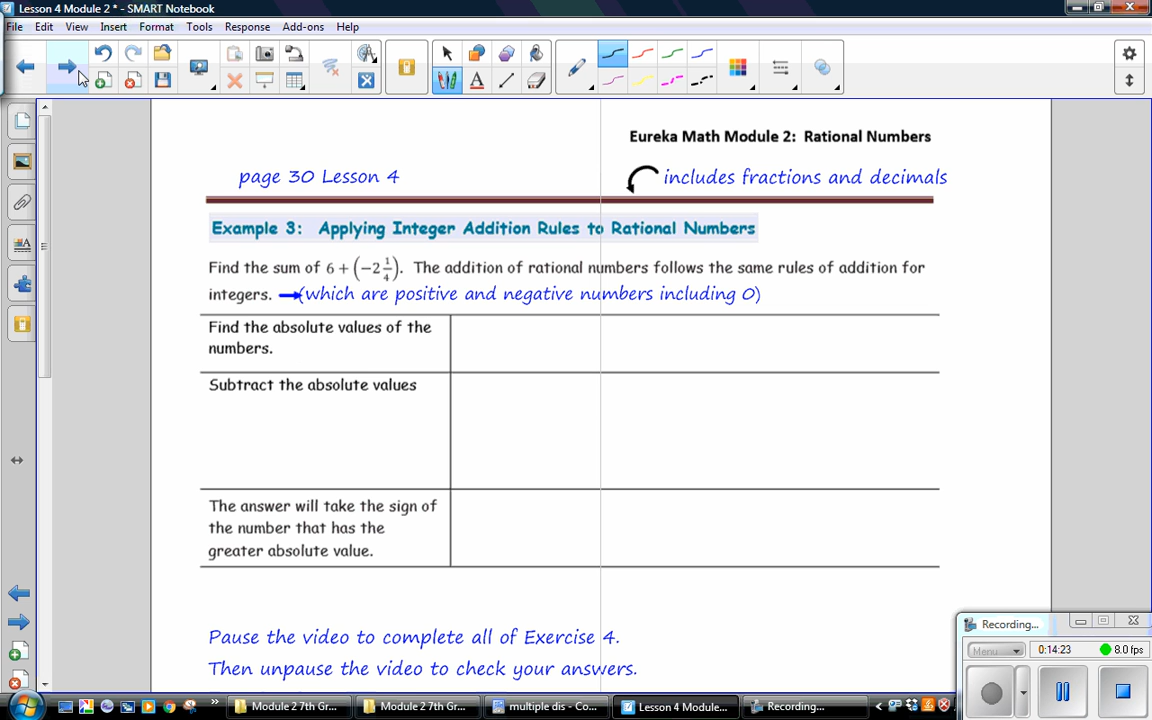 Lesson 4 Module 2 * - SMART Notebook
File Edit View Insert Format Tools Response Add-ons Help
Eureka Math Module 2: Rational Numbers
page 30 Lesson 4
includes fractions and decimals
Example 3: Applying Integer Addition Rules to Rational Numbers
Find the sum of 6 + (−2 1/4). The addition of rational numbers follows the same rules of addition for
integers. (which are positive and negative numbers including 0)
Find the absolute values of the
numbers.
Subtract the absolute values
The answer will take the sign of
the number that has the
greater absolute value.
Pause the video to complete all of Exercise 4.
Then unpause the video to check your answers.
Recording...
Menu 0:14:23 8.0 fps
Module 2 7th Gr... Module 2 7th Gr... multiple dis - Co... Lesson 4 Module... Recording... 7:06 PM